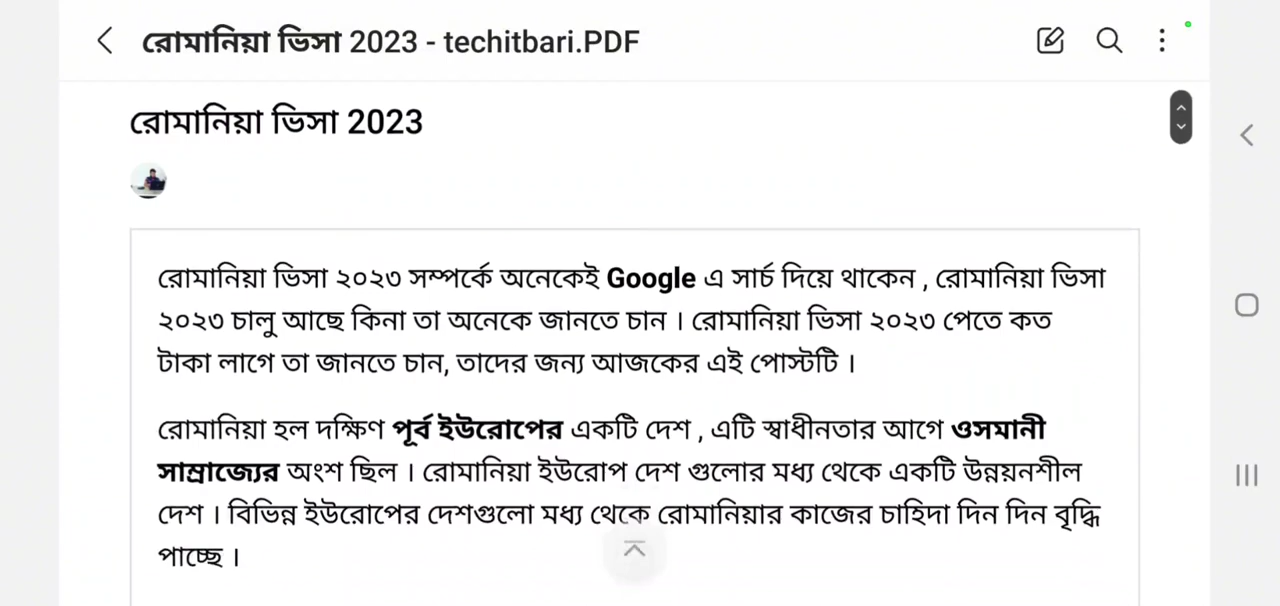 রোমানিয়া ভিসা 2023 - techitbari.PDF
রোমানিয়া ভিসা 2023
রোমানিয়া ভিসা ২০২৩ সম্পর্কে অনেকেই Google এ সার্চ দিয়ে থাকেন , রোমানিয়া ভিসা
২০২৩ চালু আছে কিনা তা অনেকে জানতে চান । রোমানিয়া ভিসা ২০২৩ পেতে কত
টাকা লাগে তা জানতে চান, তাদের জন্য আজকের এই পোস্টটি ।
রোমানিয়া হল দক্ষিণ পূর্ব ইউরোপের একটি দেশ , এটি স্বাধীনতার আগে ওসমানী
সাম্রাজ্যের অংশ ছিল । রোমানিয়া ইউরোপ দেশ গুলোর মধ্য থেকে একটি উন্নয়নশীল
দেশ । বিভিন্ন ইউরোপের দেশগুলো মধ্য থেকে রোমানিয়ার কাজের চাহিদা দিন দিন বৃদ্ধি
পাচ্ছে ।